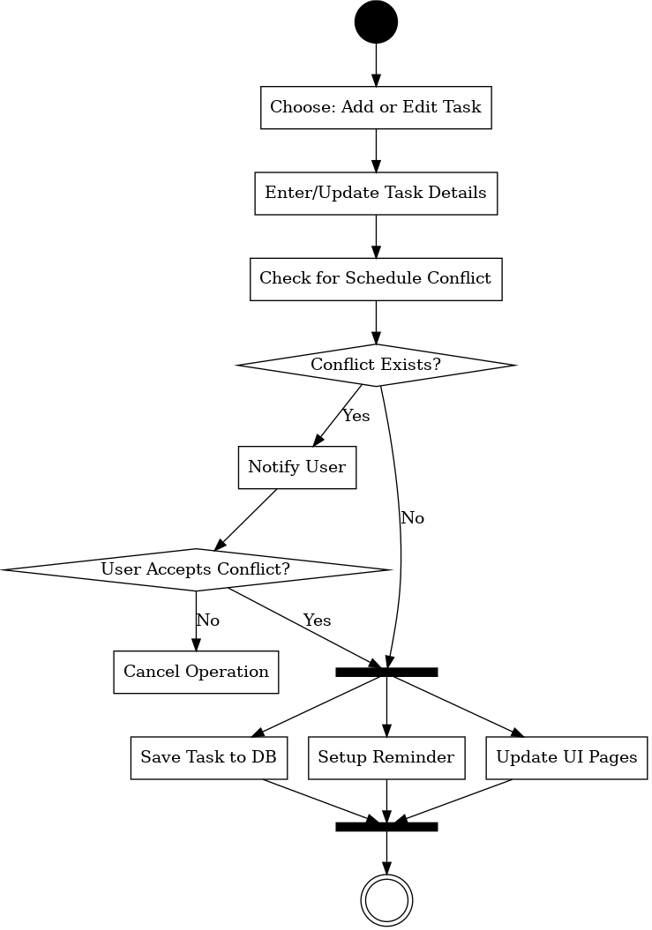 Choose: Add or Edit Task
Enter/Update Task Details
Check for Schedule Conflict
Conflict Exists?
Yes
Notify User
No
User Accepts Conflict?
No
Yes
Cancel Operation
Save Task to DB
Setup Reminder
Update UI Pages